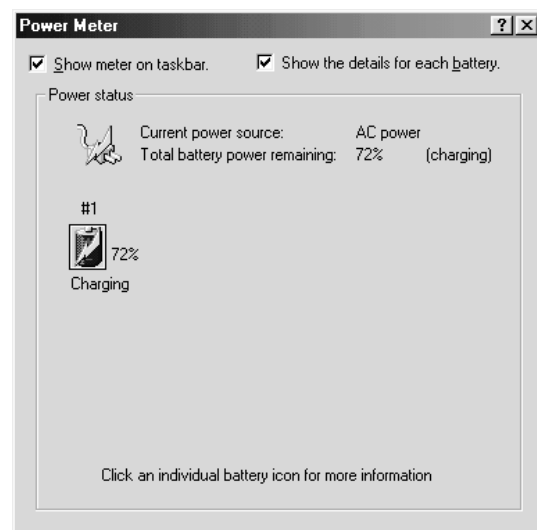 Power Meter
Show meter on taskbar. Show the details for each battery.
Power status
Current power source: AC power
Total battery power remaining: 72% (charging)
#1
72%
Charging
Click an individual battery icon for more information